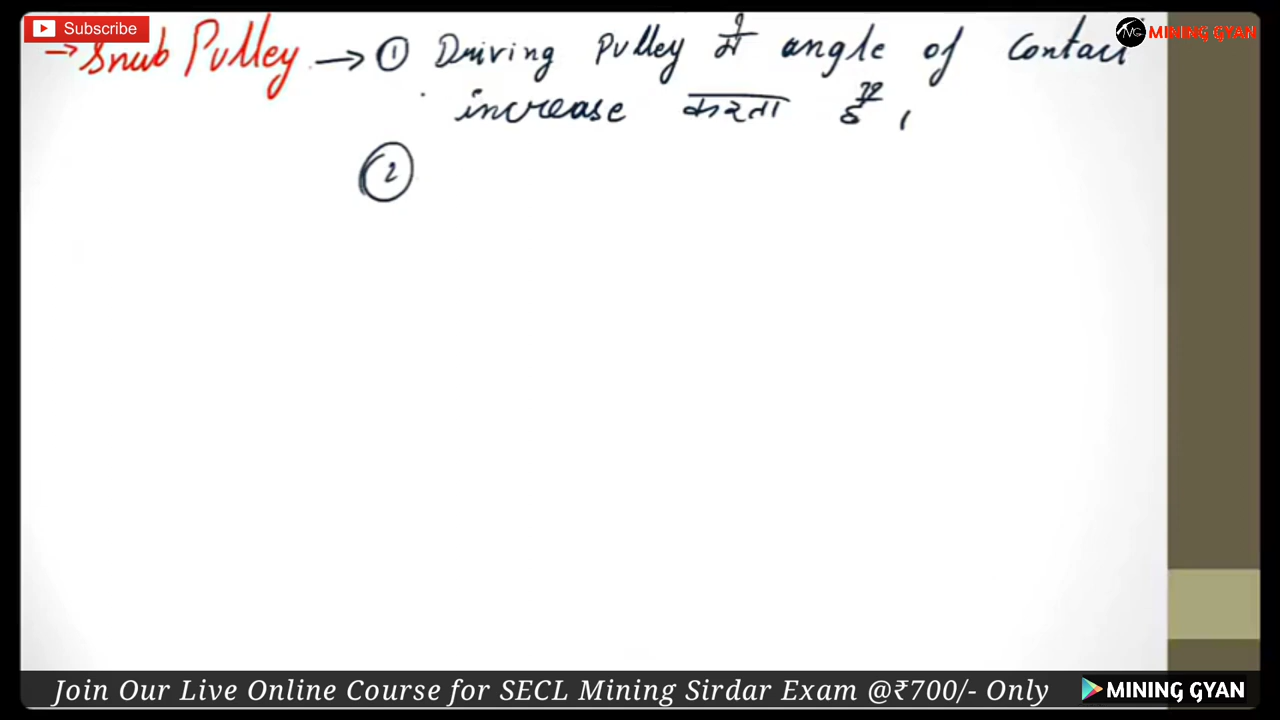 Subscribe
MINING GYAN
→ Snub Pulley → ① Driving Pulley में angle of Contact
increase करता है ।
②
Join Our Live Online Course for SECL Mining Sirdar Exam @₹700/- Only
MINING GYAN